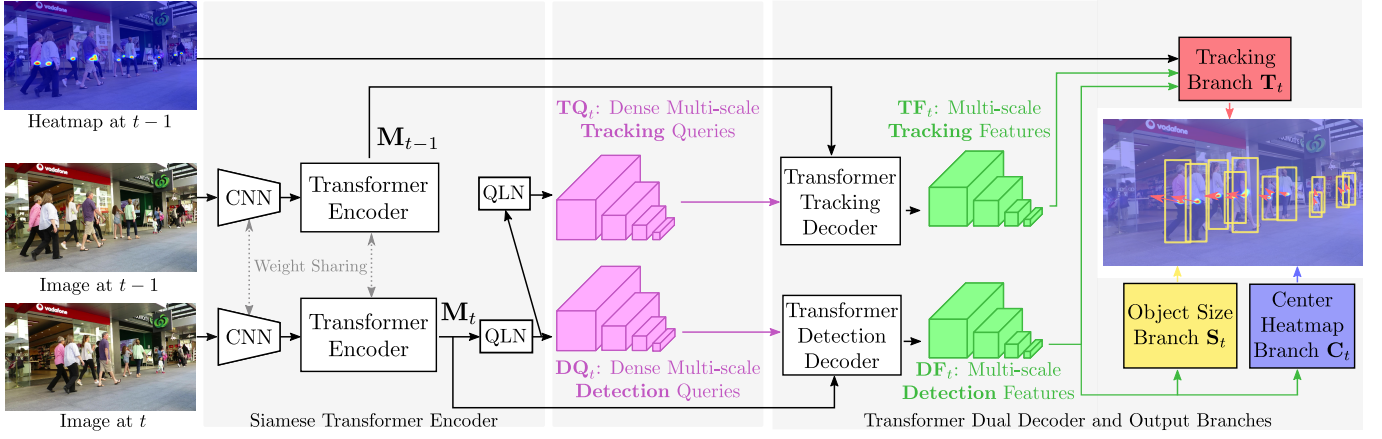 Heatmap at t − 1
Image at t − 1
Image at t
CNN
Transformer
Encoder
M_{t−1}
Weight Sharing
CNN
Transformer
Encoder
M_t
QLN
QLN
Siamese Transformer Encoder
TQ_t: Dense Multi-scale
Tracking Queries
DQ_t: Dense Multi-scale
Detection Queries
Transformer
Tracking
Decoder
Transformer
Detection
Decoder
TF_t: Multi-scale
Tracking Features
DF_t: Multi-scale
Detection Features
Tracking
Branch T_t
vodafone
vodafone
vodafone
vodafone
Object Size
Branch S_t
Center
Heatmap
Branch C_t
Transformer Dual Decoder and Output Branches